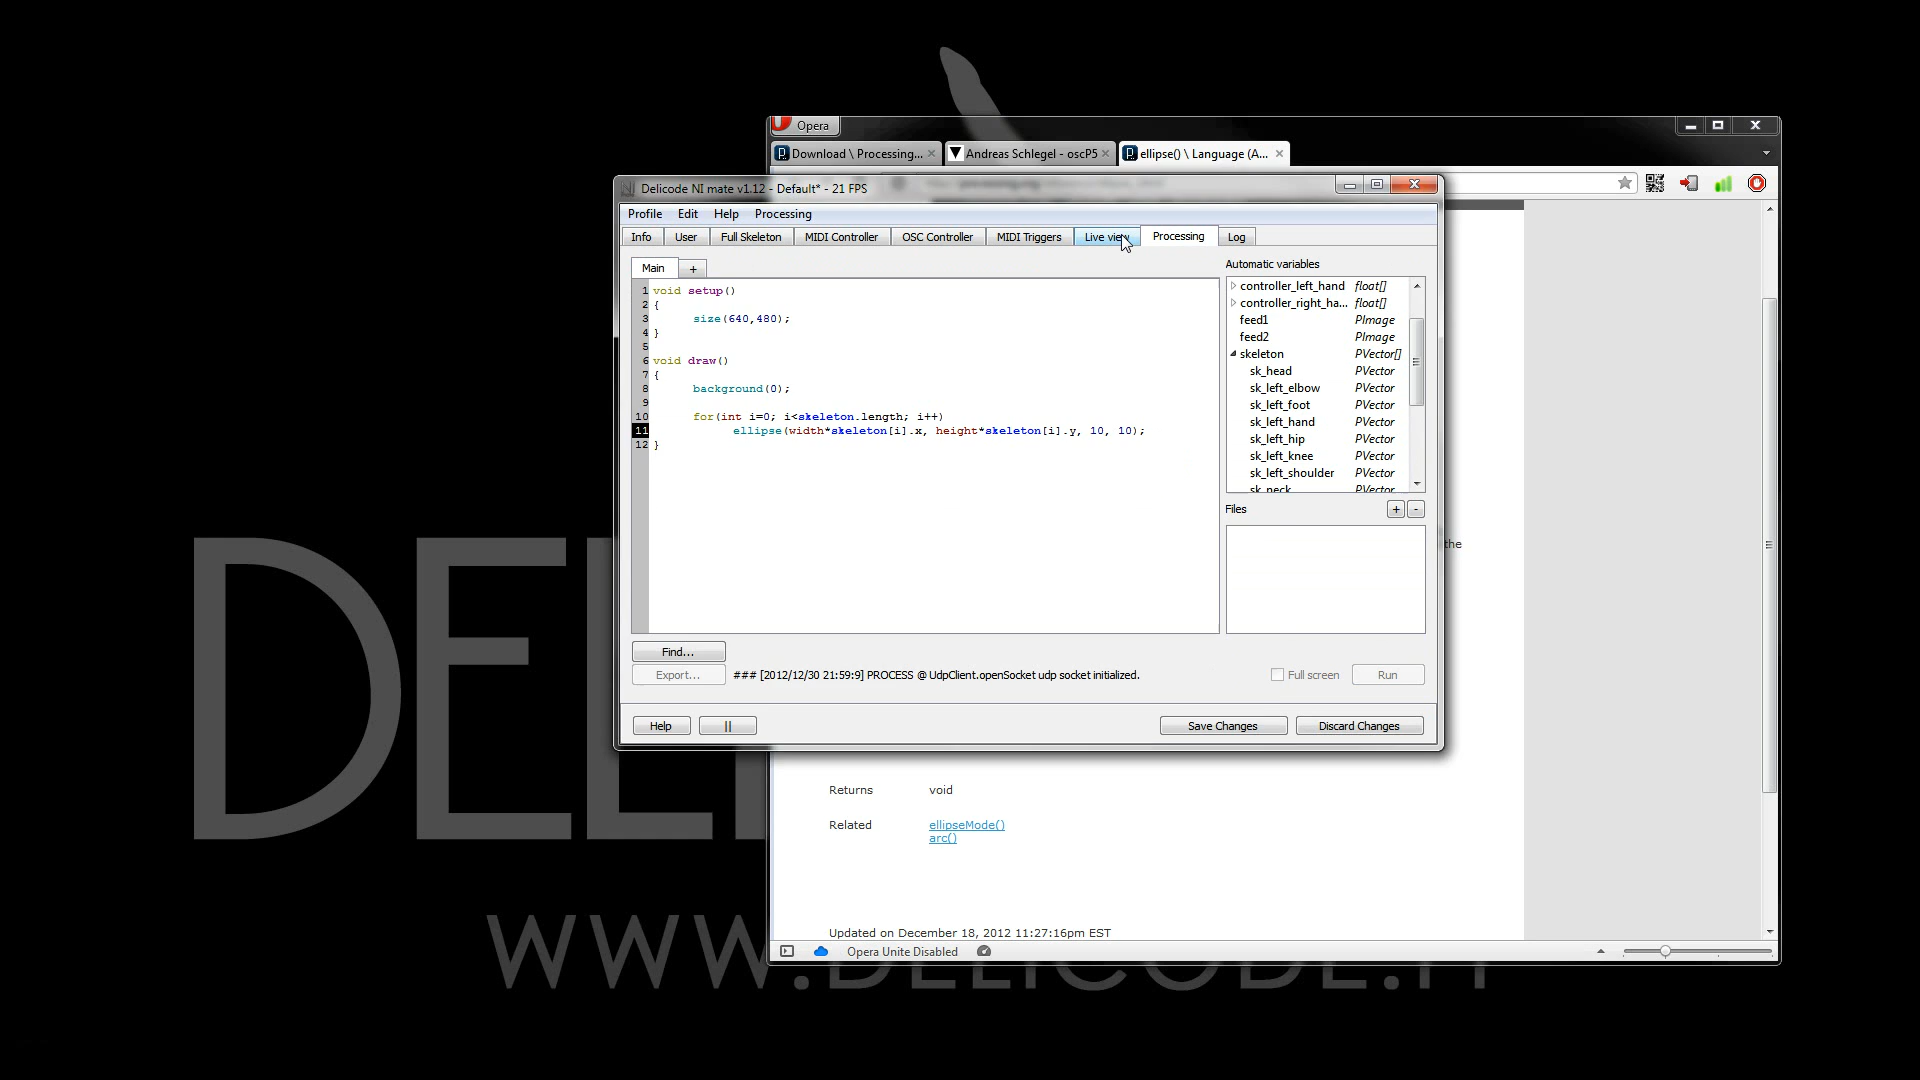 Opera
Download \ Processing...
Andreas Schlegel - oscP5
ellipse() \ Language (A...
Delicode NI mate v1.12 - Default* - 21 FPS
Profile Edit Help Processing
Info User Full Skeleton MIDI Controller OSC Controller MIDI Triggers Live view Processing Log
Main +
Automatic variables
1 void setup()
2 {
3 size(640,480);
4 }
5
6 void draw()
7 {
8 background(0);
9
10 for(int i=0; i<skeleton.length; i++)
11 ellipse(width*skeleton[i].x, height*skeleton[i].y, 10, 10);
12 }
controller_left_hand float[]
controller_right_ha... float[]
feed1 PImage
feed2 PImage
skeleton PVector[]
sk_head PVector
sk_left_elbow PVector
sk_left_foot PVector
sk_left_hand PVector
sk_left_hip PVector
sk_left_knee PVector
sk_left_shoulder PVector
sk_neck PVector
Files + -
the
Find...
Export... ### [2012/12/30 21:59:9] PROCESS @ UdpClient.openSocket udp socket initialized. Full screen Run
Help || Save Changes Discard Changes
Returns void
Related ellipseMode()
arc()
Updated on December 18, 2012 11:27:16pm EST
Opera Unite Disabled
WWW.DELICODE.IT